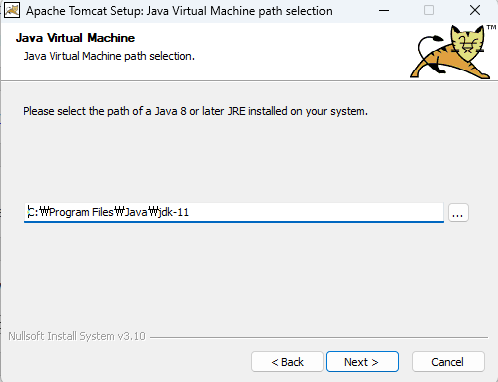 Apache Tomcat Setup: Java Virtual Machine path selection
Java Virtual Machine
Java Virtual Machine path selection.
TM
Please select the path of a Java 8 or later JRE installed on your system.
C:₩Program Files₩Java₩jdk-11
...
Nullsoft Install System v3.10
< Back Next > Cancel